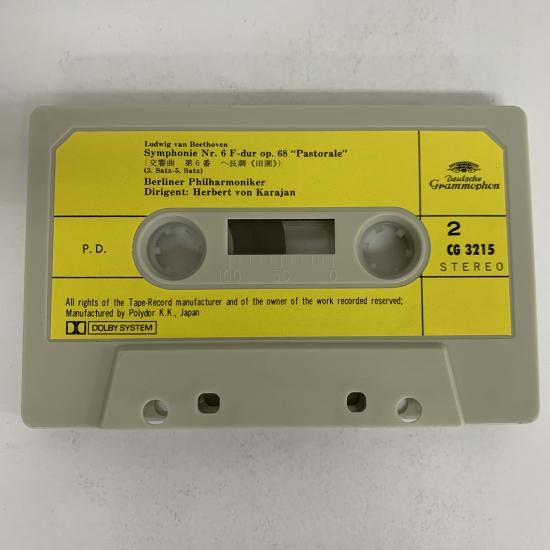 Ludwig van Beethoven
Symphonie Nr. 6 F-dur op. 68 "Pastorale"
(交響曲 第6番 ヘ長調《田園》)
(3. Satz-5. Satz)
Berliner Philharmoniker
Dirigent: Herbert von Karajan
Deutsche
Grammophon
P. D.
2
CG 3215
STEREO
100 50 0
All rights of the Tape-Record manufacturer and of the owner of the work recorded reserved;
Manufactured by Polydor K.K., Japan
DOLBY SYSTEM